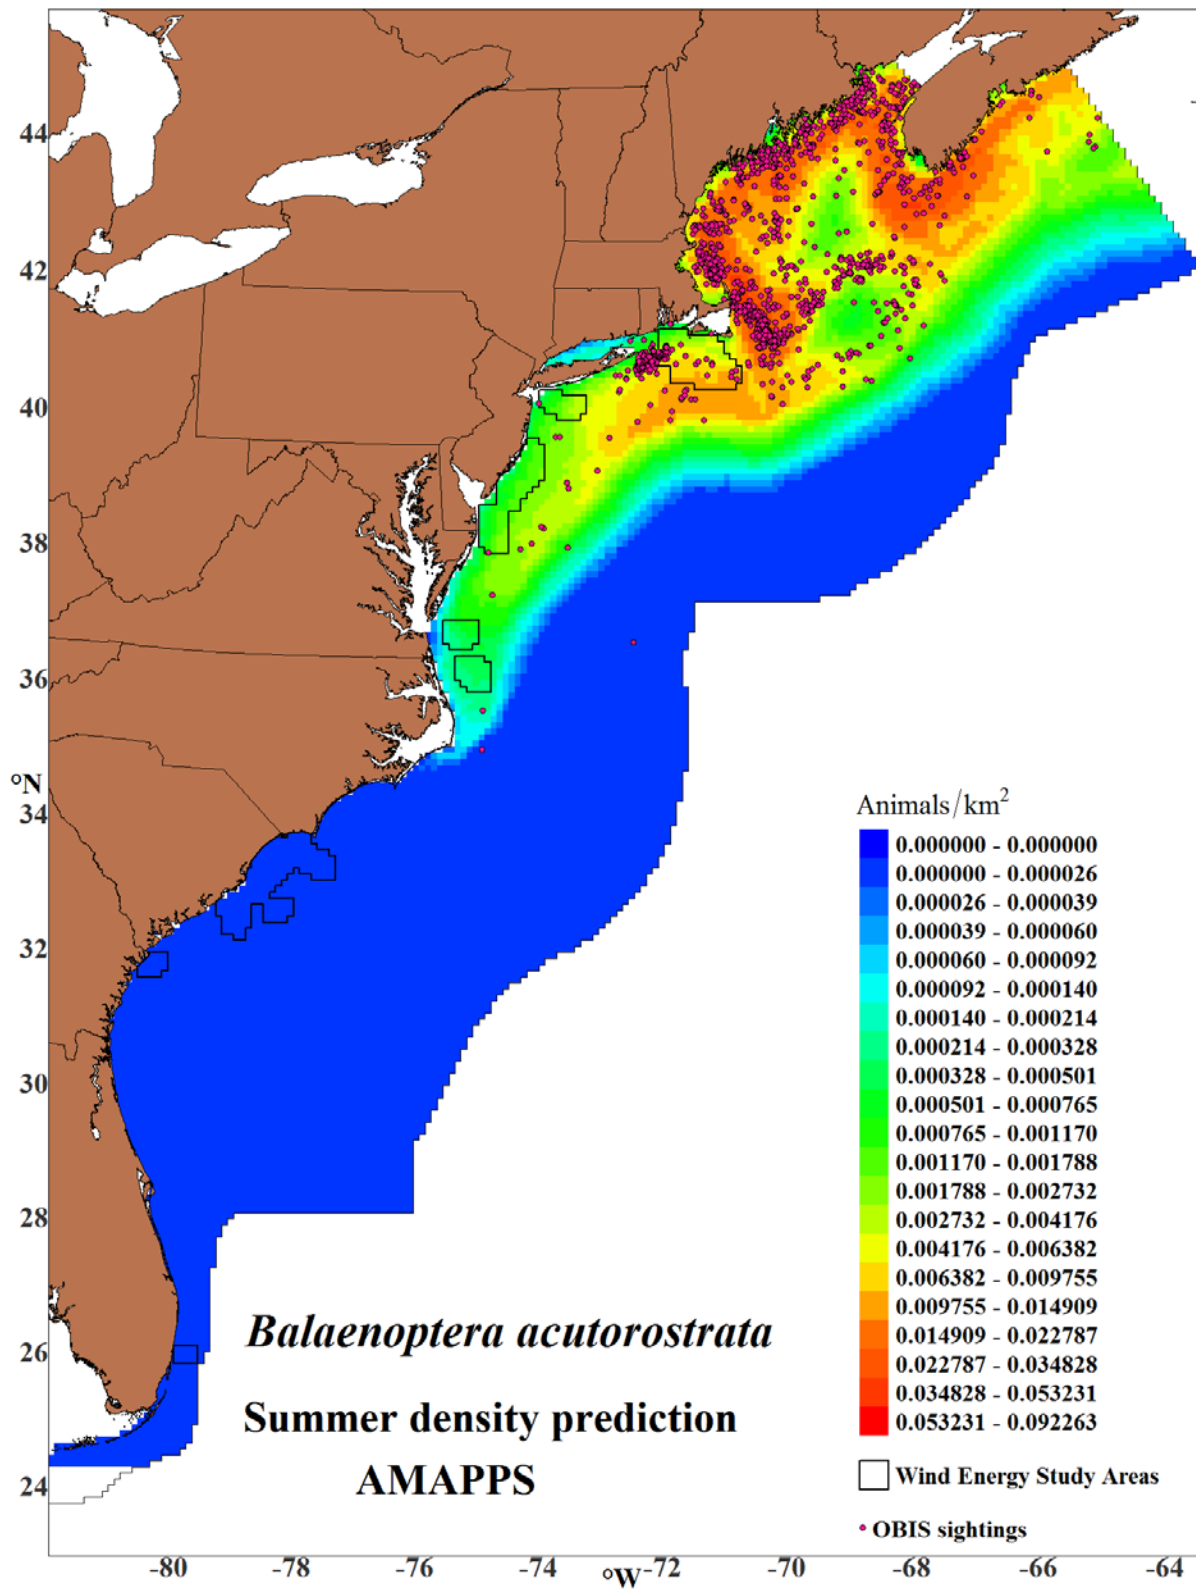 44
42
40
38
36
°N
34
32
30
28
26
24
Animals/km²
0.000000 - 0.000000
0.000000 - 0.000026
0.000026 - 0.000039
0.000039 - 0.000060
0.000060 - 0.000092
0.000092 - 0.000140
0.000140 - 0.000214
0.000214 - 0.000328
0.000328 - 0.000501
0.000501 - 0.000765
0.000765 - 0.001170
0.001170 - 0.001788
0.001788 - 0.002732
0.002732 - 0.004176
0.004176 - 0.006382
0.006382 - 0.009755
0.009755 - 0.014909
0.014909 - 0.022787
0.022787 - 0.034828
0.034828 - 0.053231
0.053231 - 0.092263
Wind Energy Study Areas
OBIS sightings
Balaenoptera acutorostrata
Summer density prediction
AMAPPS
-80 -78 -76 -74 °W -72 -70 -68 -66 -64